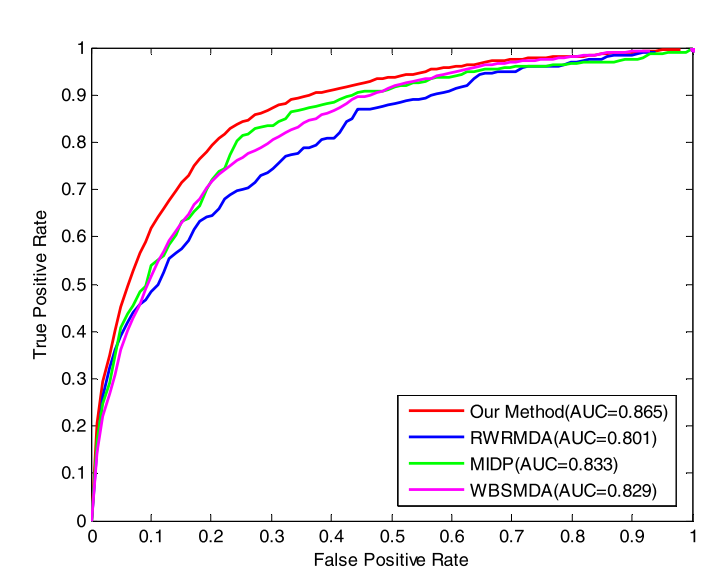 True Positive Rate
1
0.9
0.8
0.7
0.6
0.5
0.4
0.3
0.2
0.1
0
Our Method(AUC=0.865)
RWRMDA(AUC=0.801)
MIDP(AUC=0.833)
WBSMDA(AUC=0.829)
0 0.1 0.2 0.3 0.4 0.5 0.6 0.7 0.8 0.9 1
False Positive Rate